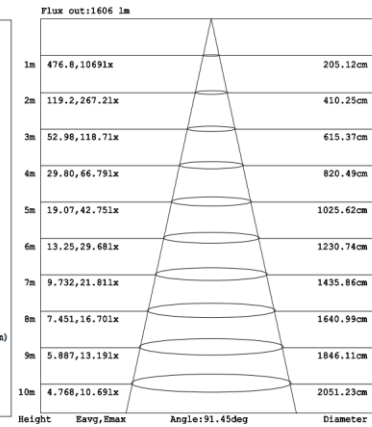 Flux out:1606 lm
1m 476.8,1069lx 205.12cm
2m 119.2,267.2lx 410.25cm
3m 52.98,118.7lx 615.37cm
4m 29.80,66.79lx 820.49cm
5m 19.07,42.75lx 1025.62cm
6m 13.25,29.68lx 1230.74cm
7m 9.732,21.81lx 1435.86cm
8m 7.451,16.70lx 1640.99cm
m)
9m 5.887,13.19lx 1846.11cm
10m 4.768,10.69lx 2051.23cm
Height Eavg,Emax Angle:91.45deg Diameter